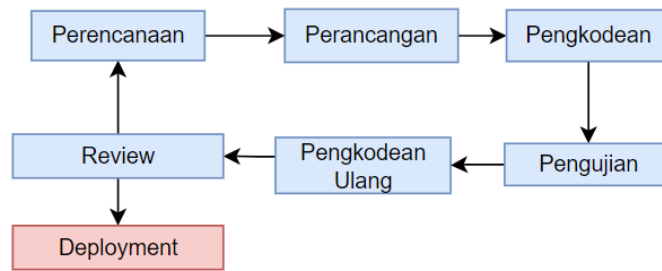 Perencanaan
Perancangan
Pengkodean
Pengujian
Pengkodean
Ulang
Review
Deployment